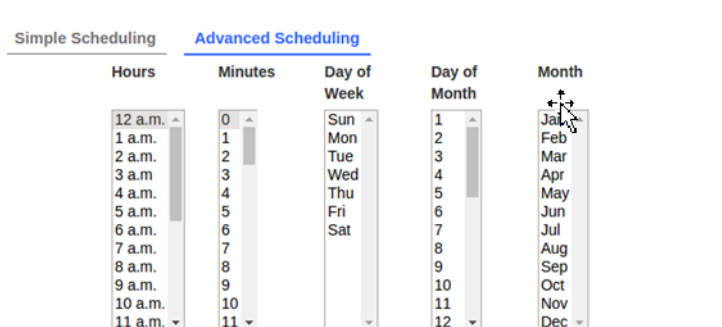 Simple Scheduling Advanced Scheduling
Hours Minutes Day of Week Day of Month Month
12 a.m. 0 Sun 1 Jan
1 a.m. 1 Mon 2 Feb
2 a.m. 2 Tue 3 Mar
3 a.m 3 Wed 4 Apr
4 a.m. 4 Thu 5 May
5 a.m. 5 Fri 6 Jun
6 a.m. 6 Sat 7 Jul
7 a.m. 7 8 Aug
8 a.m. 8 9 Sep
9 a.m. 9 10 Oct
10 a.m. 10 11 Nov
11 a.m. 11 12 Dec